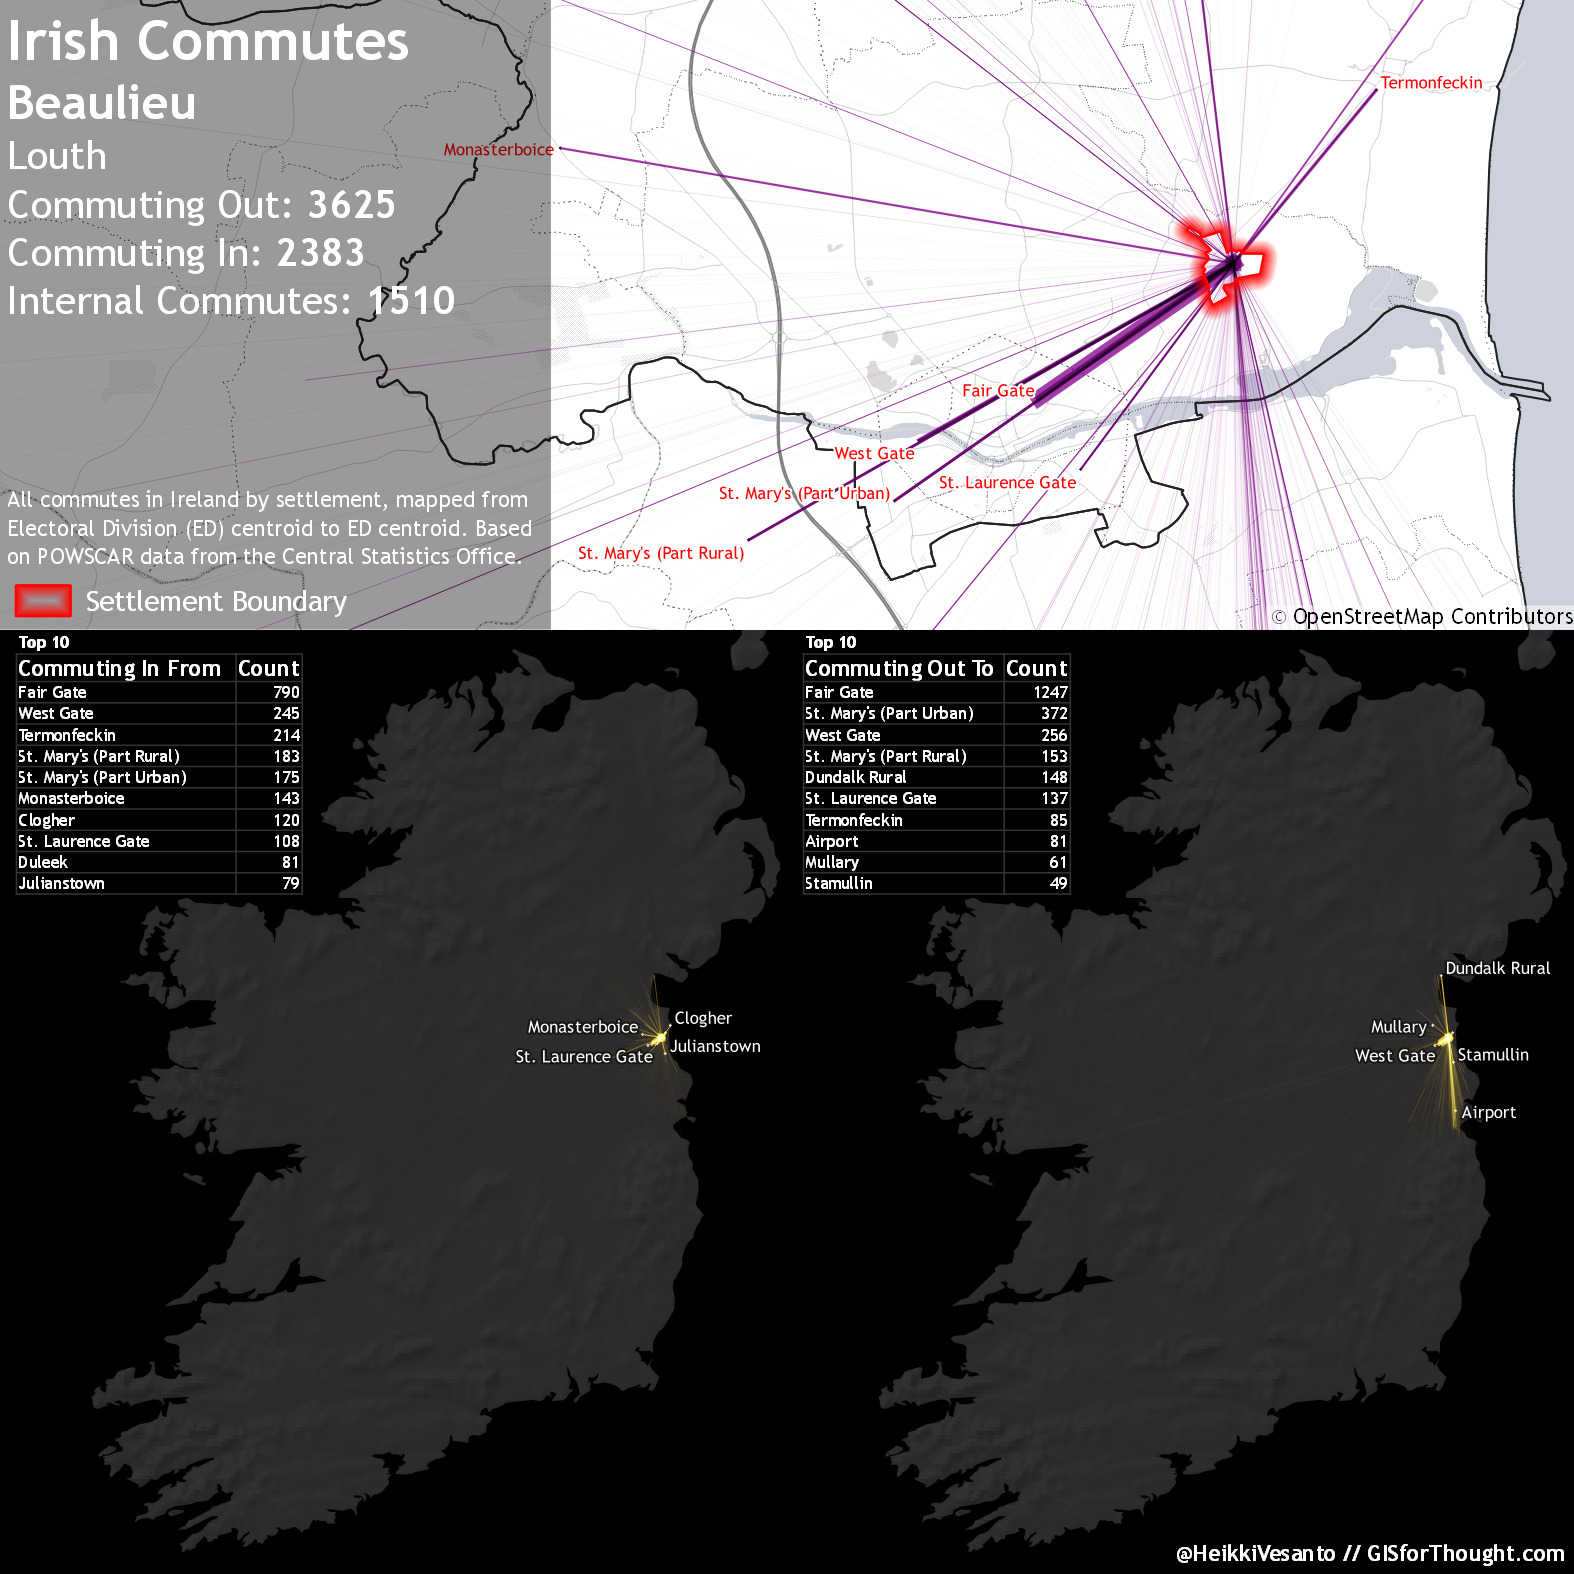 Irish Commutes
Beaulieu
Louth
Commuting Out: 3625
Commuting In: 2383
Internal Commutes: 1510
All commutes in Ireland by settlement, mapped from
Electoral Division (ED) centroid to ED centroid. Based
on POWSCAR data from the Central Statistics Office.
Settlement Boundary
Termonfeckin
Monasterboice
Fair Gate
West Gate
St. Laurence Gate
St. Mary's (Part Urban)
St. Mary's (Part Rural)
© OpenStreetMap Contributors
Top 10
Commuting In From Count
Fair Gate 790
West Gate 245
Termonfeckin 214
St. Mary's (Part Rural) 183
St. Mary's (Part Urban) 175
Monasterboice 143
Clogher 120
St. Laurence Gate 108
Duleek 81
Julianstown 79
Clogher
Monasterboice
Julianstown
St. Laurence Gate
Top 10
Commuting Out To Count
Fair Gate 1247
St. Mary's (Part Urban) 372
West Gate 256
St. Mary's (Part Rural) 153
Dundalk Rural 148
St. Laurence Gate 137
Termonfeckin 85
Airport 81
Mullary 61
Stamullin 49
Dundalk Rural
Mullary
West Gate
Stamullin
Airport
@HeikkiVesanto // GISforThought.com